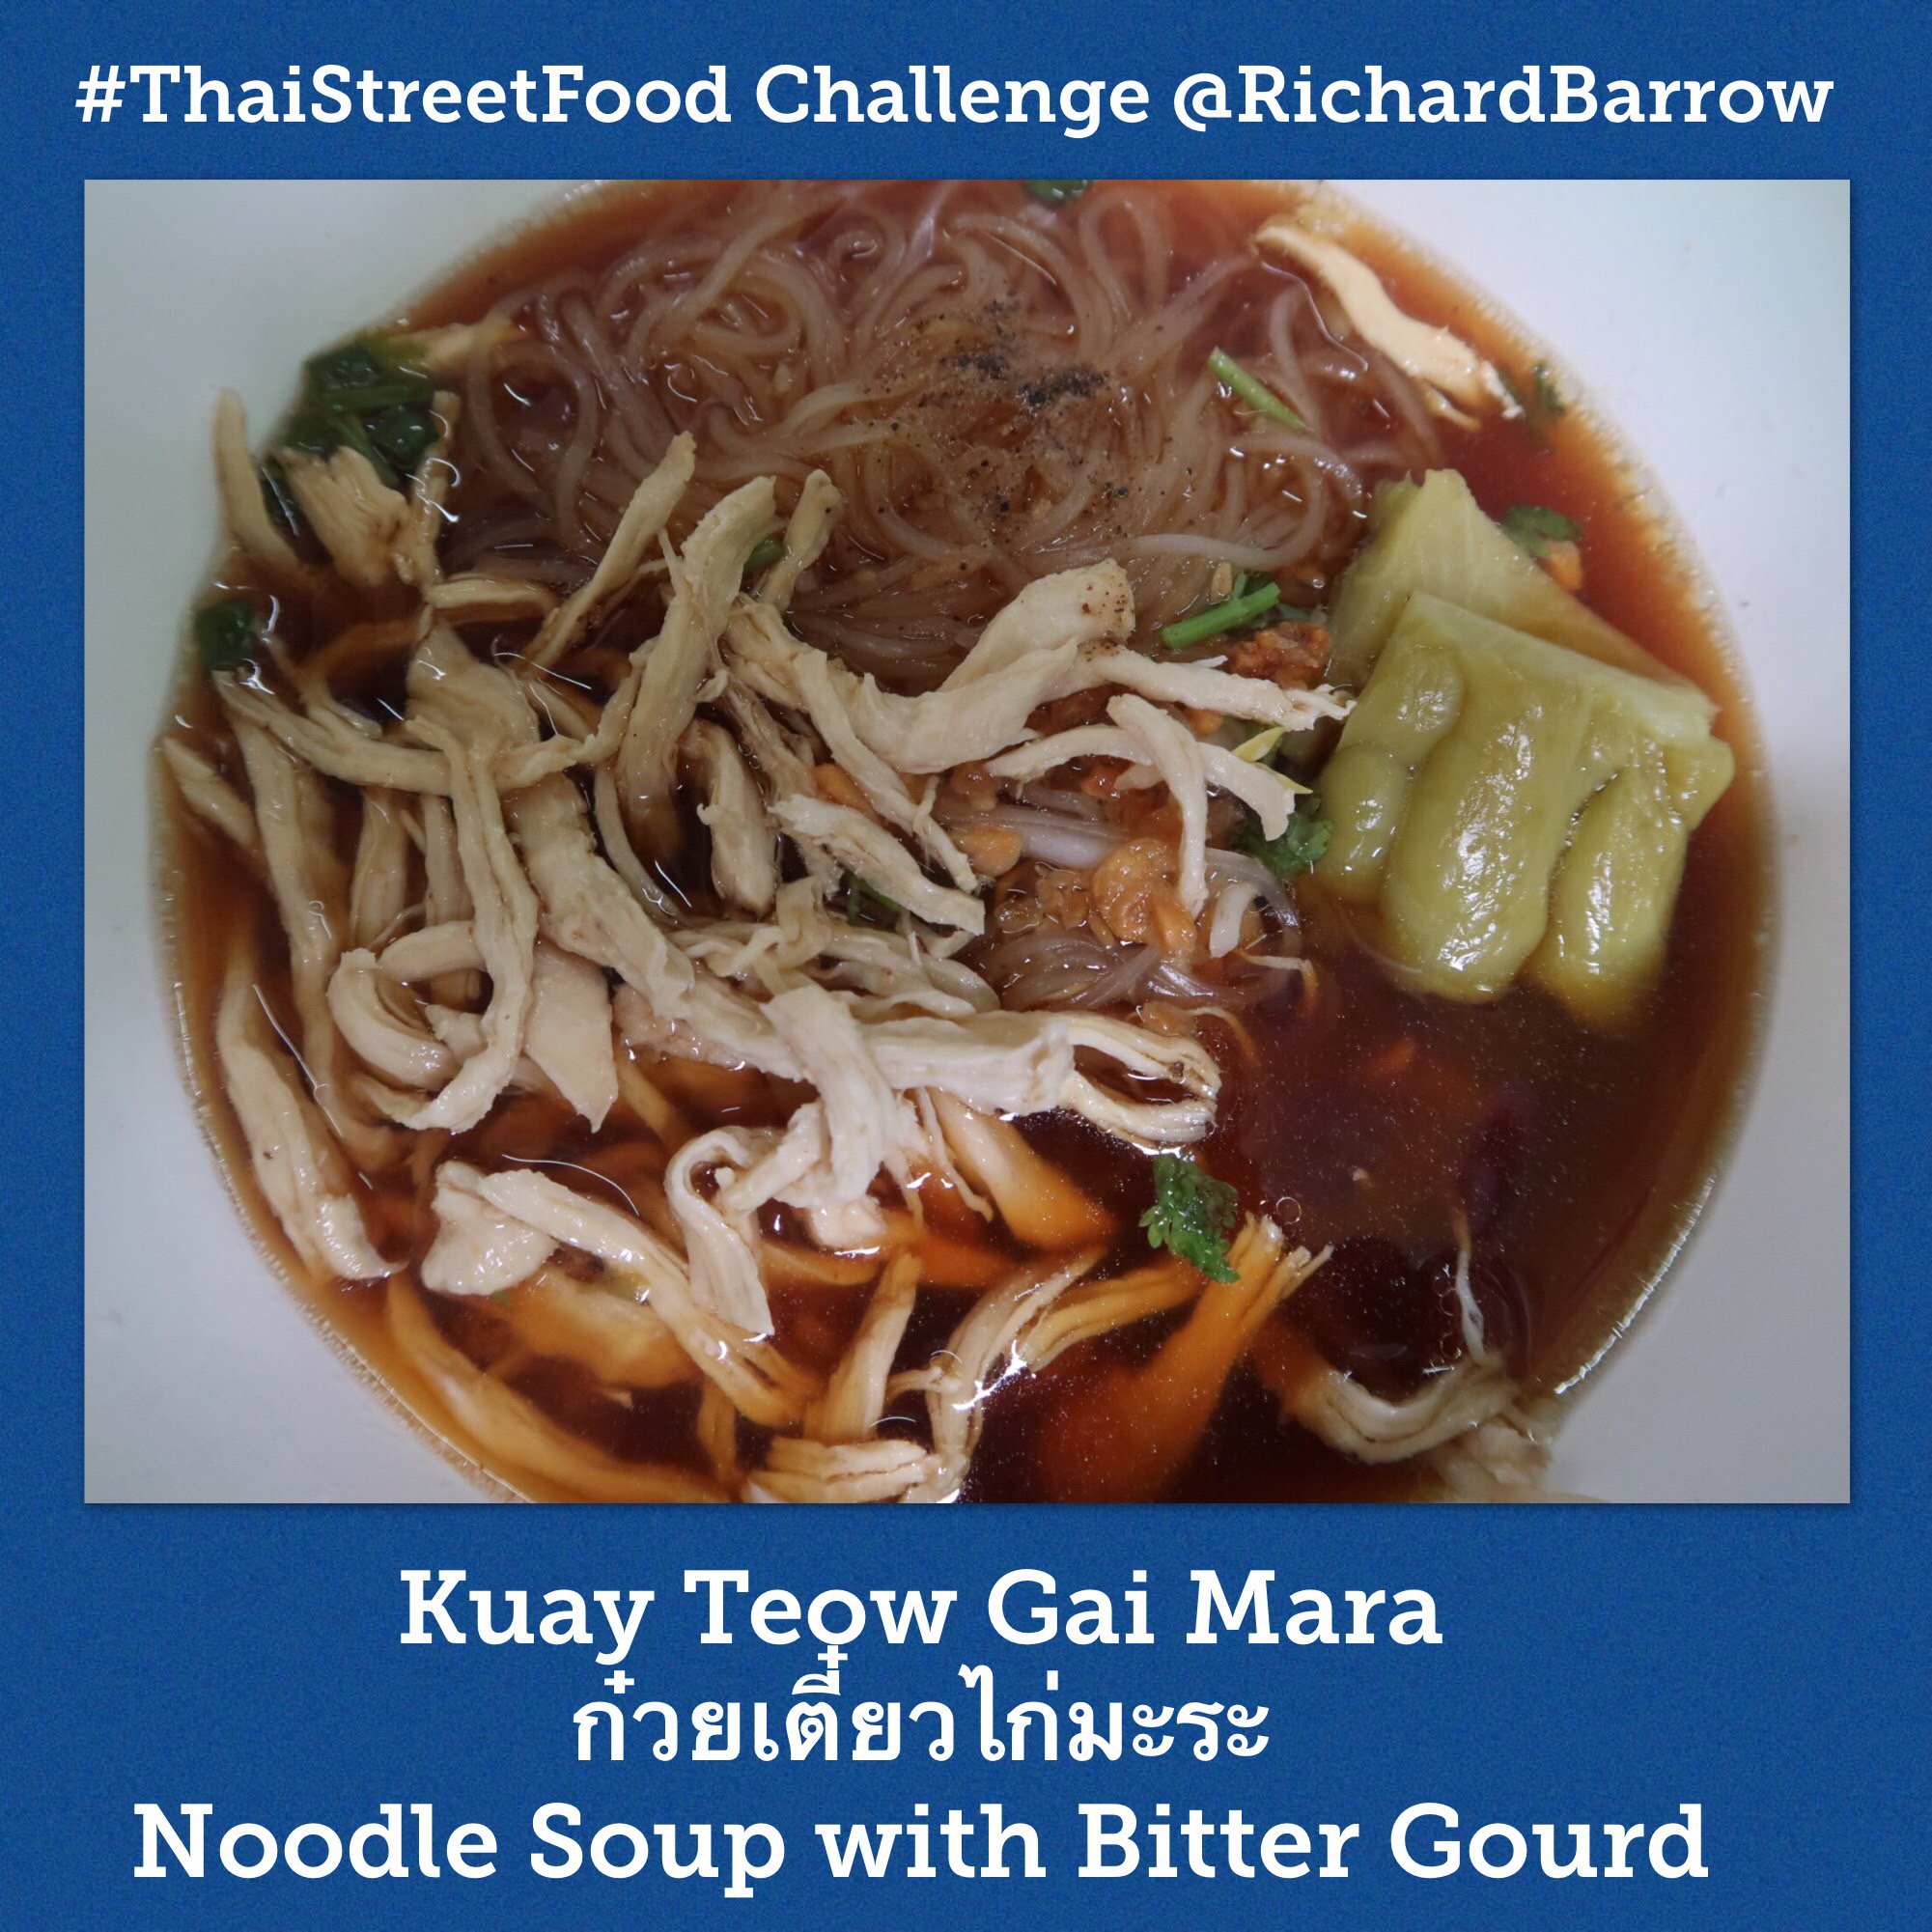 #ThaiStreetFood Challenge @RichardBarrow
Kuay Teow Gai Mara
ก๋วยเตี๋ยวไก่มะระ
Noodle Soup with Bitter Gourd